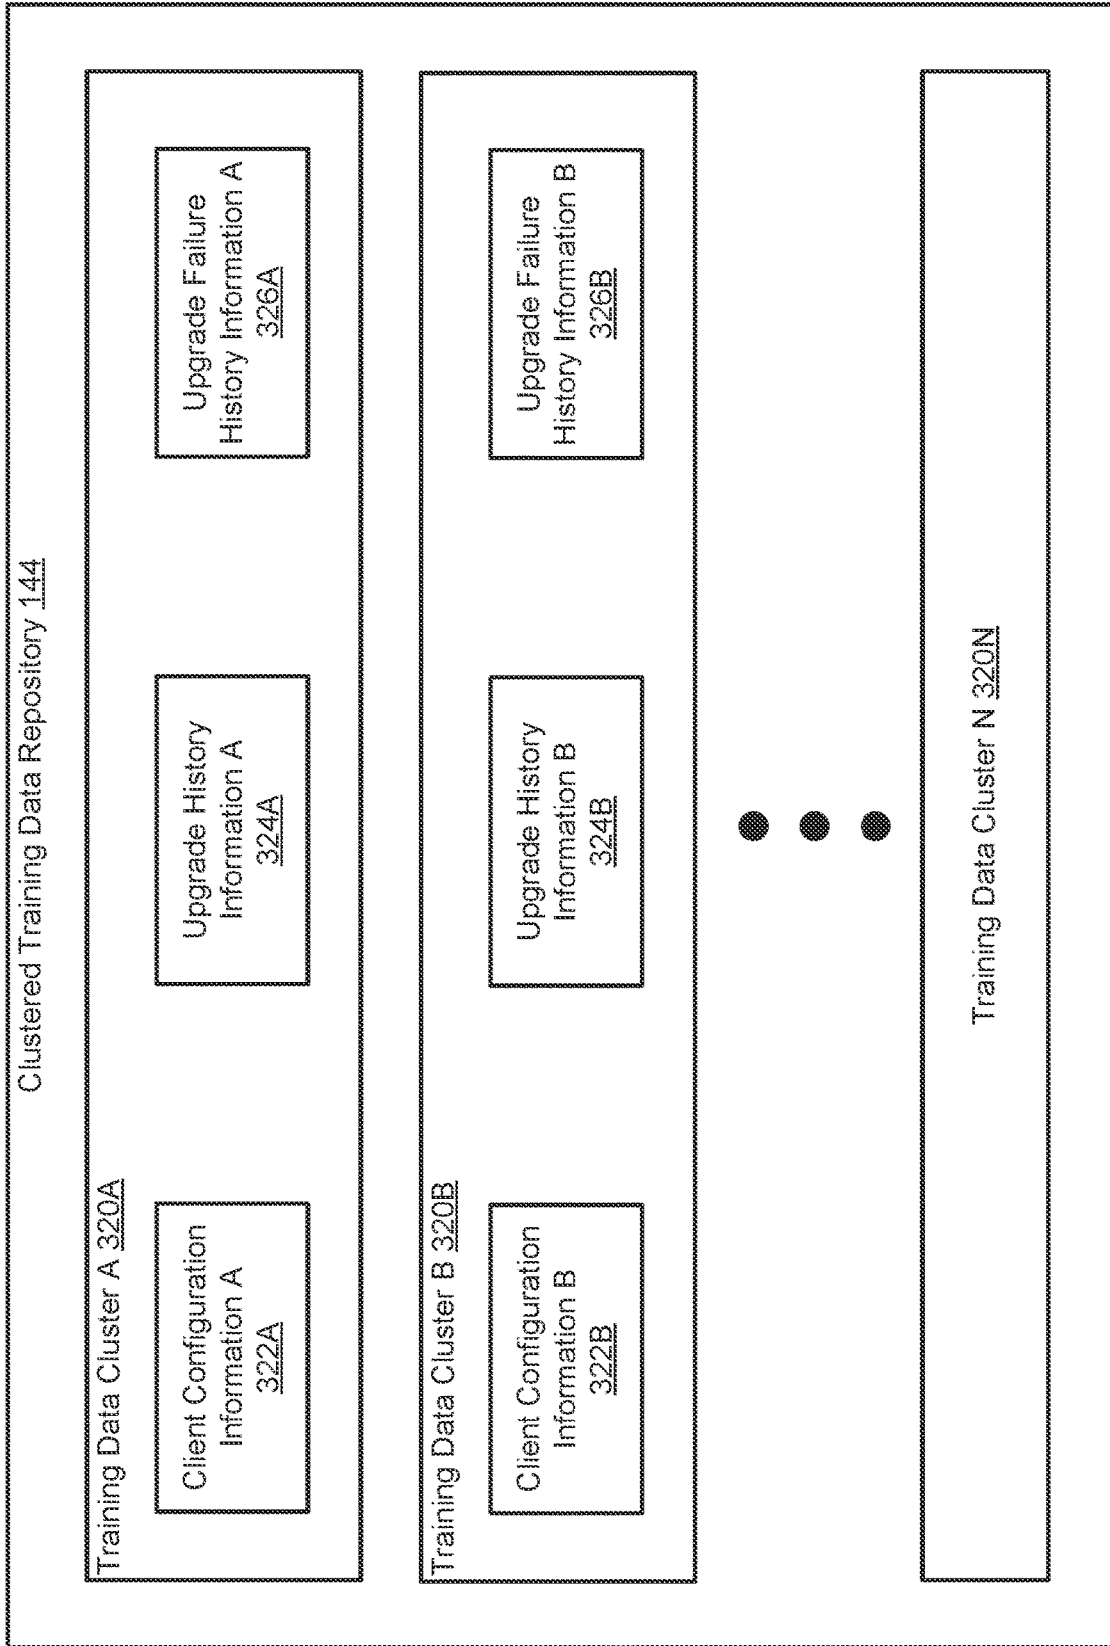 Clustered Training Data Repository 144
Training Data Cluster A 320A
Client Configuration
Information A
322A
Upgrade History
Information A
324A
Upgrade Failure
History Information A
326A
Training Data Cluster B 320B
Client Configuration
Information B
322B
Upgrade History
Information B
324B
Upgrade Failure
History Information B
326B
Training Data Cluster N 320N